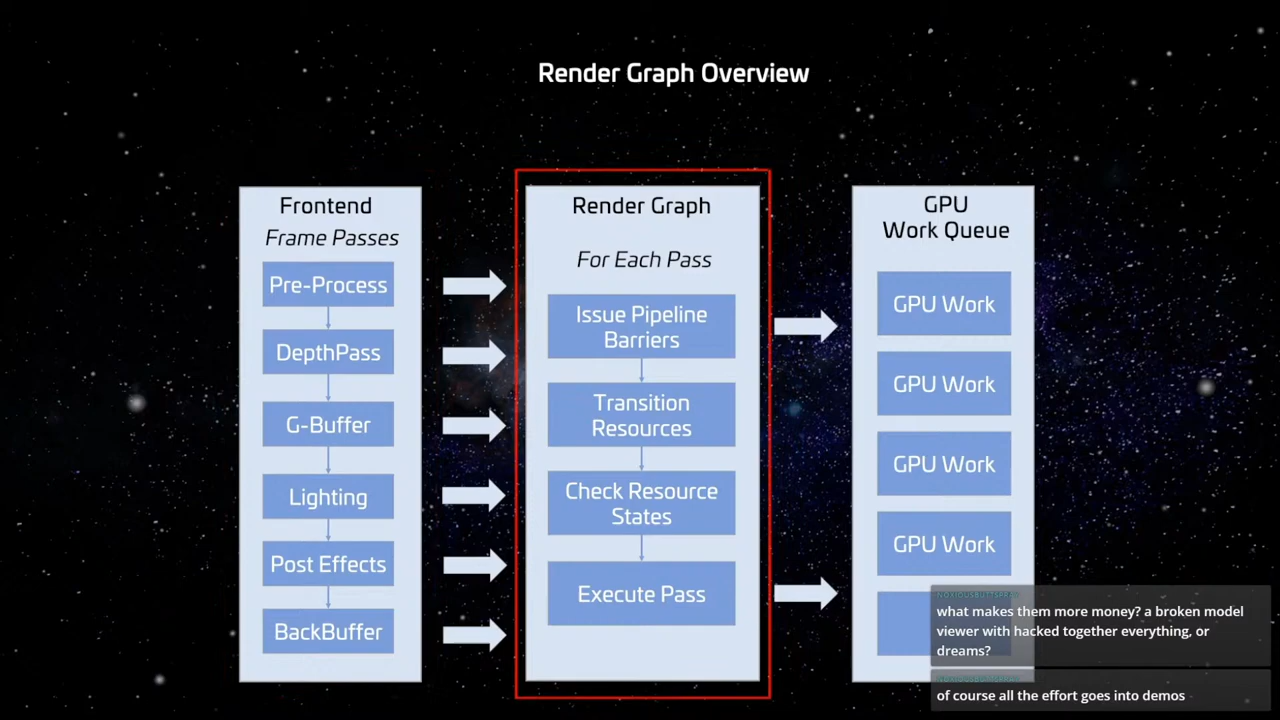 Render Graph Overview
Frontend
Frame Passes
Pre-Process
DepthPass
G-Buffer
Lighting
Post Effects
BackBuffer
Render Graph
For Each Pass
Issue Pipeline
Barriers
Transition
Resources
Check Resource
States
Execute Pass
GPU
Work Queue
GPU Work
GPU Work
GPU Work
GPU Work
what makes them more money? a broken model
viewer with hacked together everything, or
dreams?
of course all the effort goes into demos